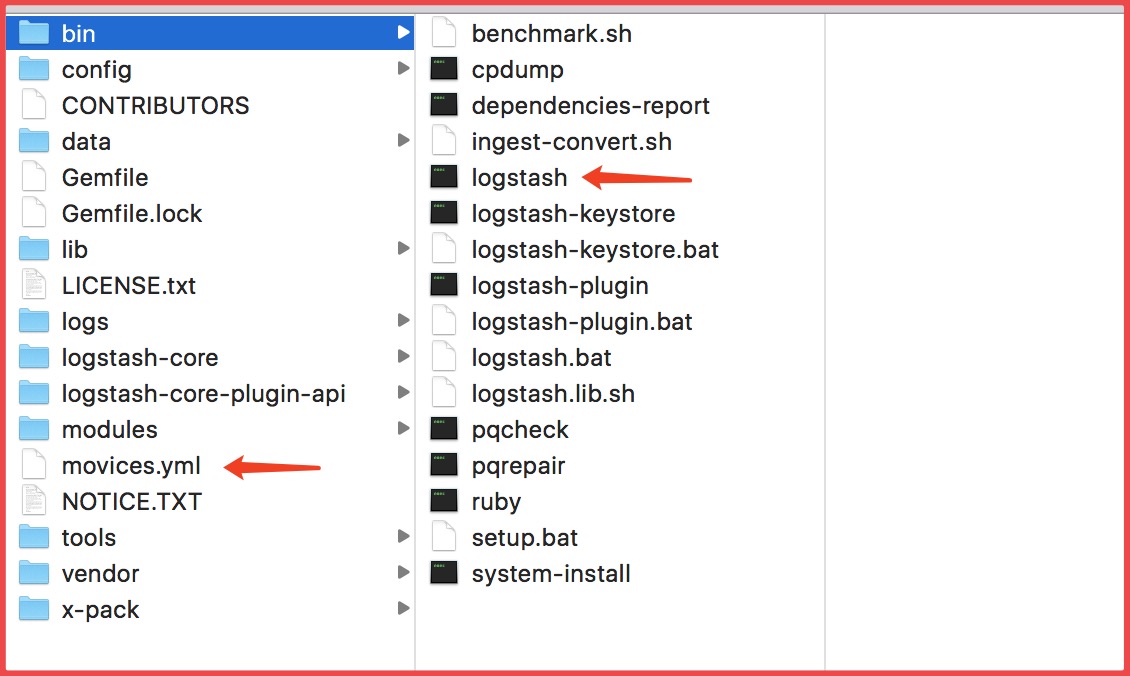 bin
config
CONTRIBUTORS
data
Gemfile
Gemfile.lock
lib
LICENSE.txt
logs
logstash-core
logstash-core-plugin-api
modules
movices.yml
NOTICE.TXT
tools
vendor
x-pack
benchmark.sh
cpdump
dependencies-report
ingest-convert.sh
logstash
logstash-keystore
logstash-keystore.bat
logstash-plugin
logstash-plugin.bat
logstash.bat
logstash.lib.sh
pqcheck
pqrepair
ruby
setup.bat
system-install